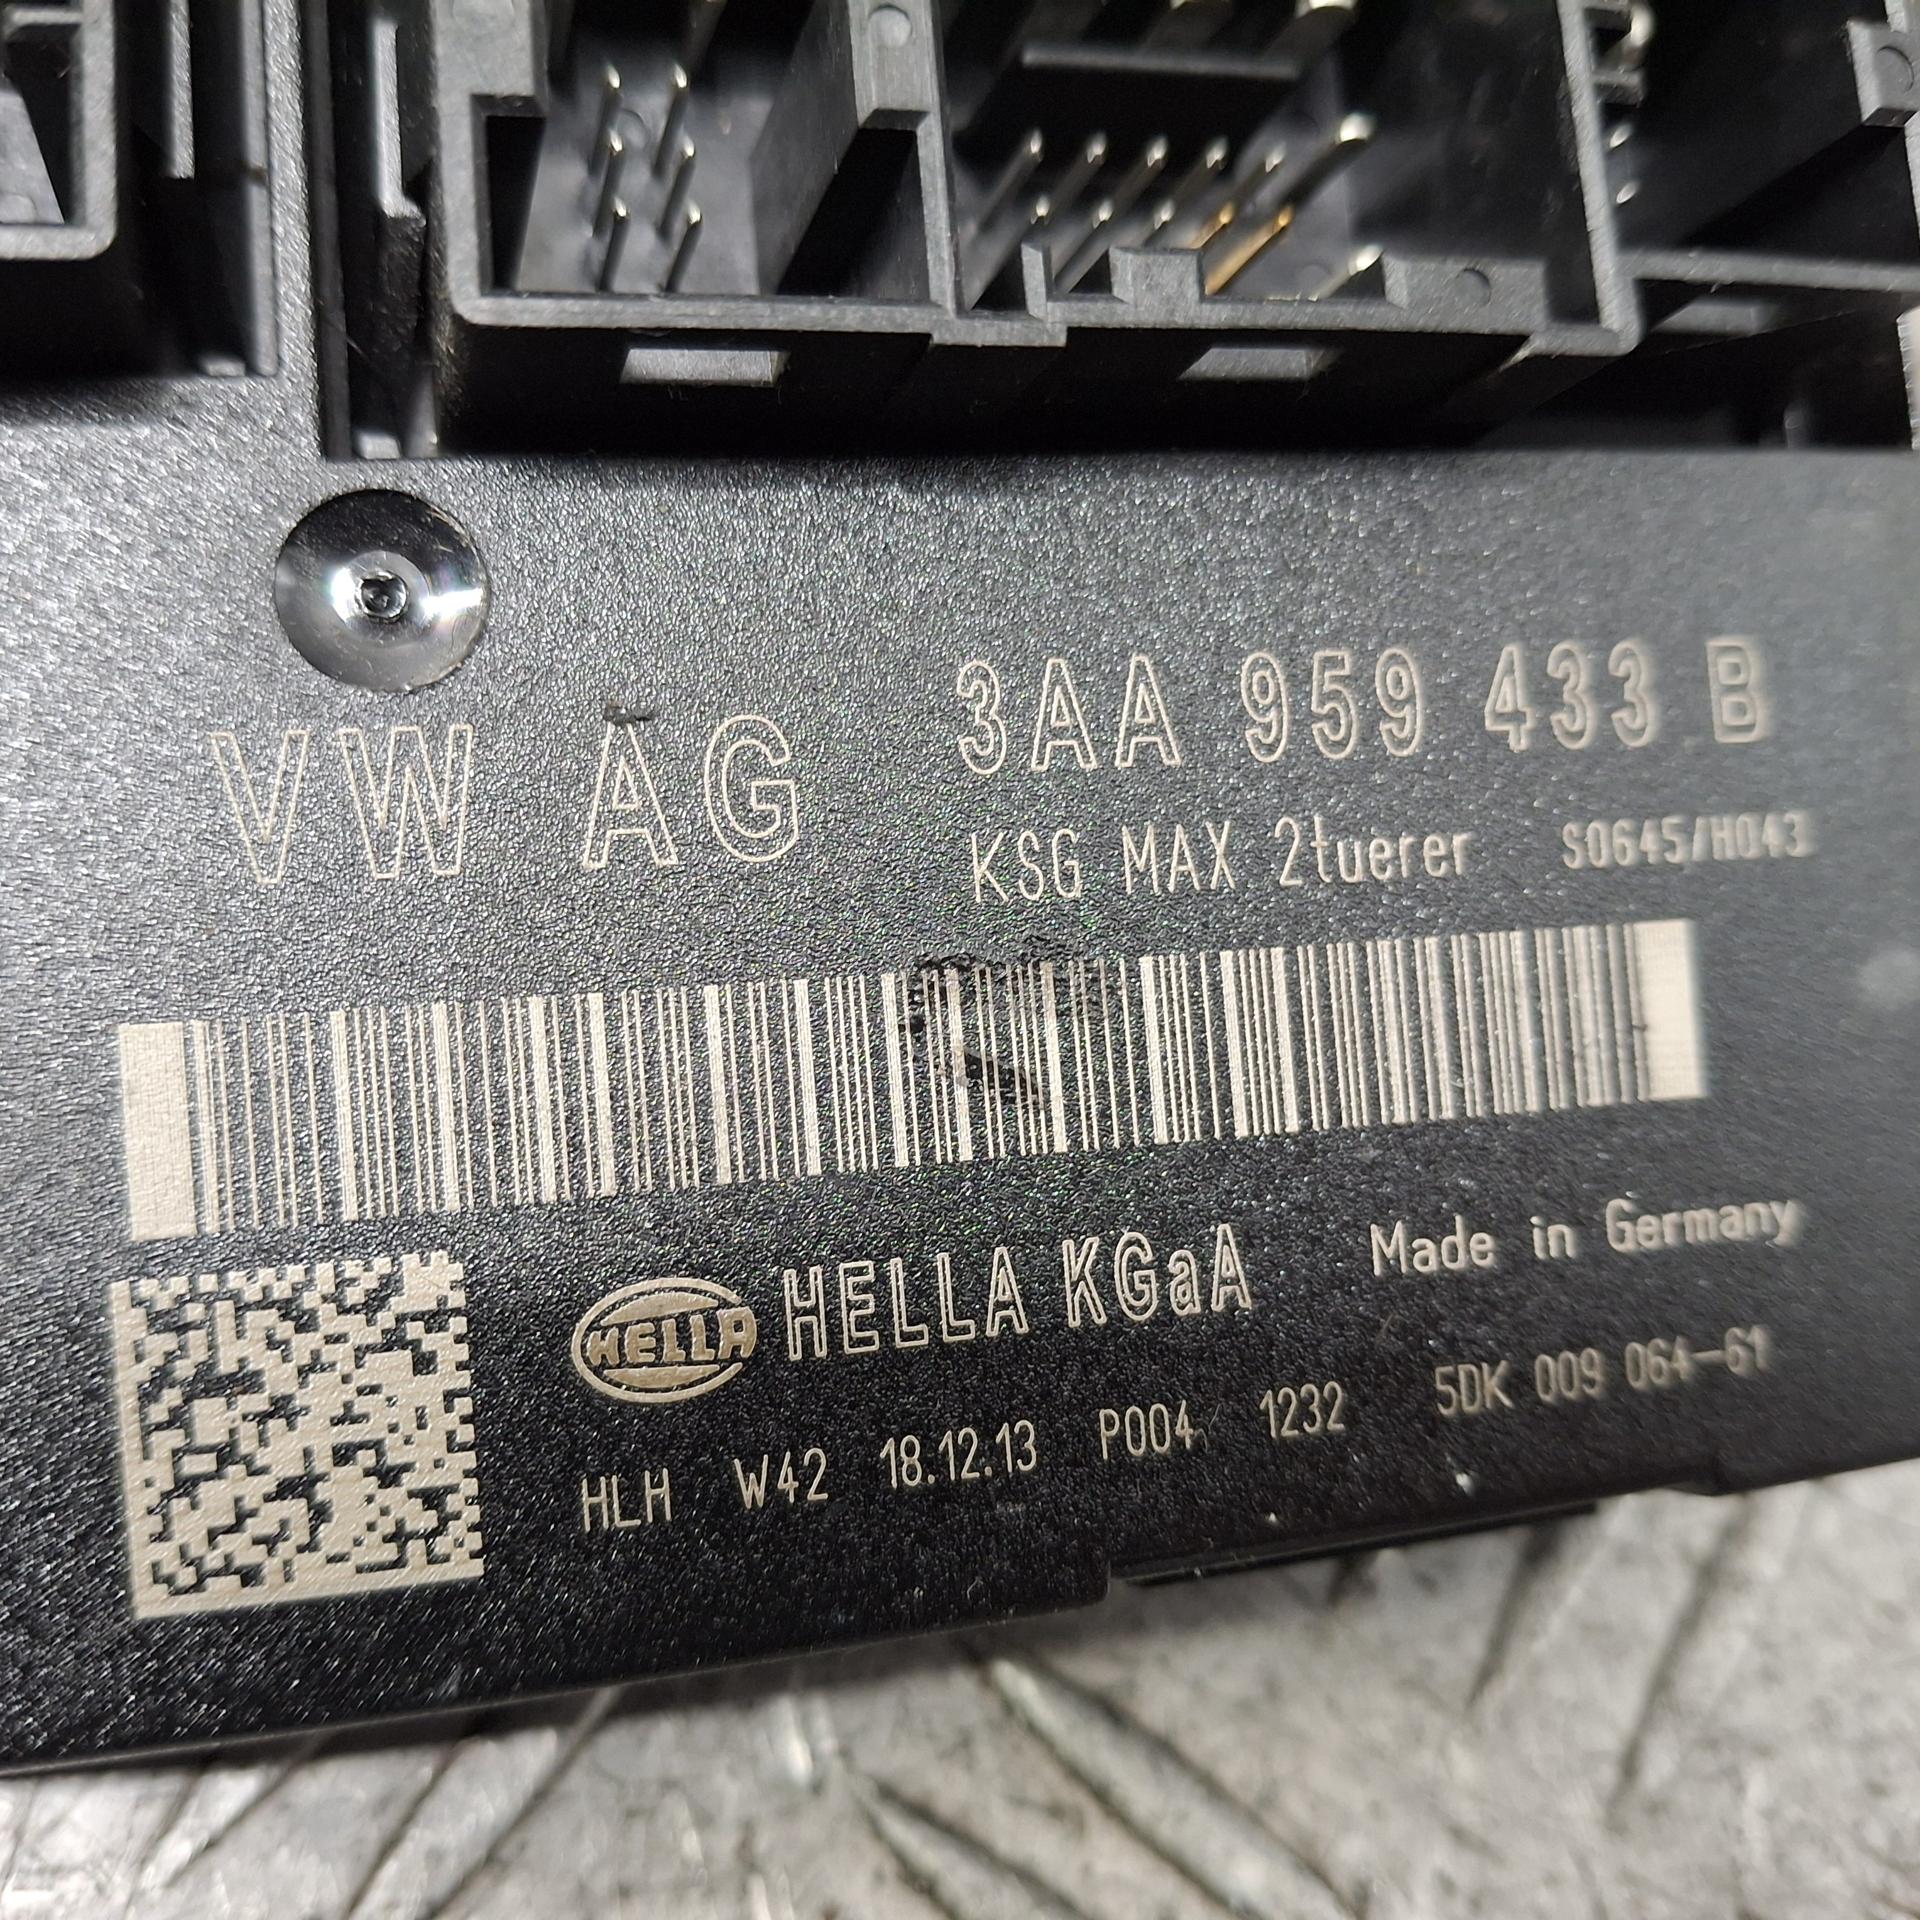 VW AG 3AA 959 433 B
KSG MAX 2tuerer S0645/H043
HELLA HELLA KGaA Made in Germany
HLH W42 18.12.13 P004 1232 5DK 009 064-61